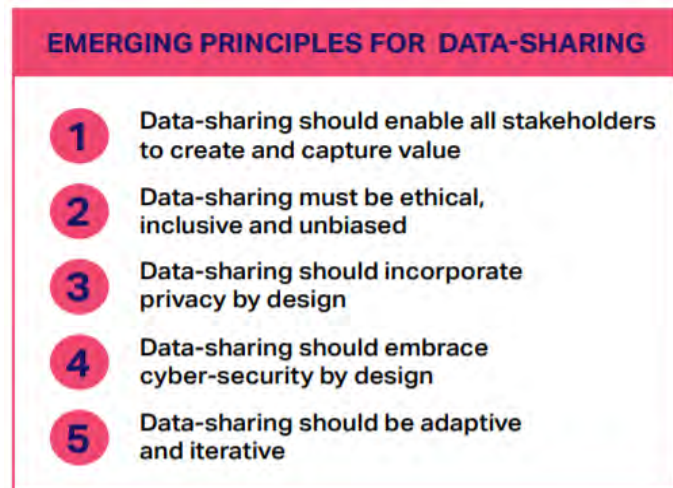 EMERGING PRINCIPLES FOR DATA-SHARING
1 Data-sharing should enable all stakeholders
to create and capture value
2 Data-sharing must be ethical,
inclusive and unbiased
3 Data-sharing should incorporate
privacy by design
4 Data-sharing should embrace
cyber-security by design
5 Data-sharing should be adaptive
and iterative